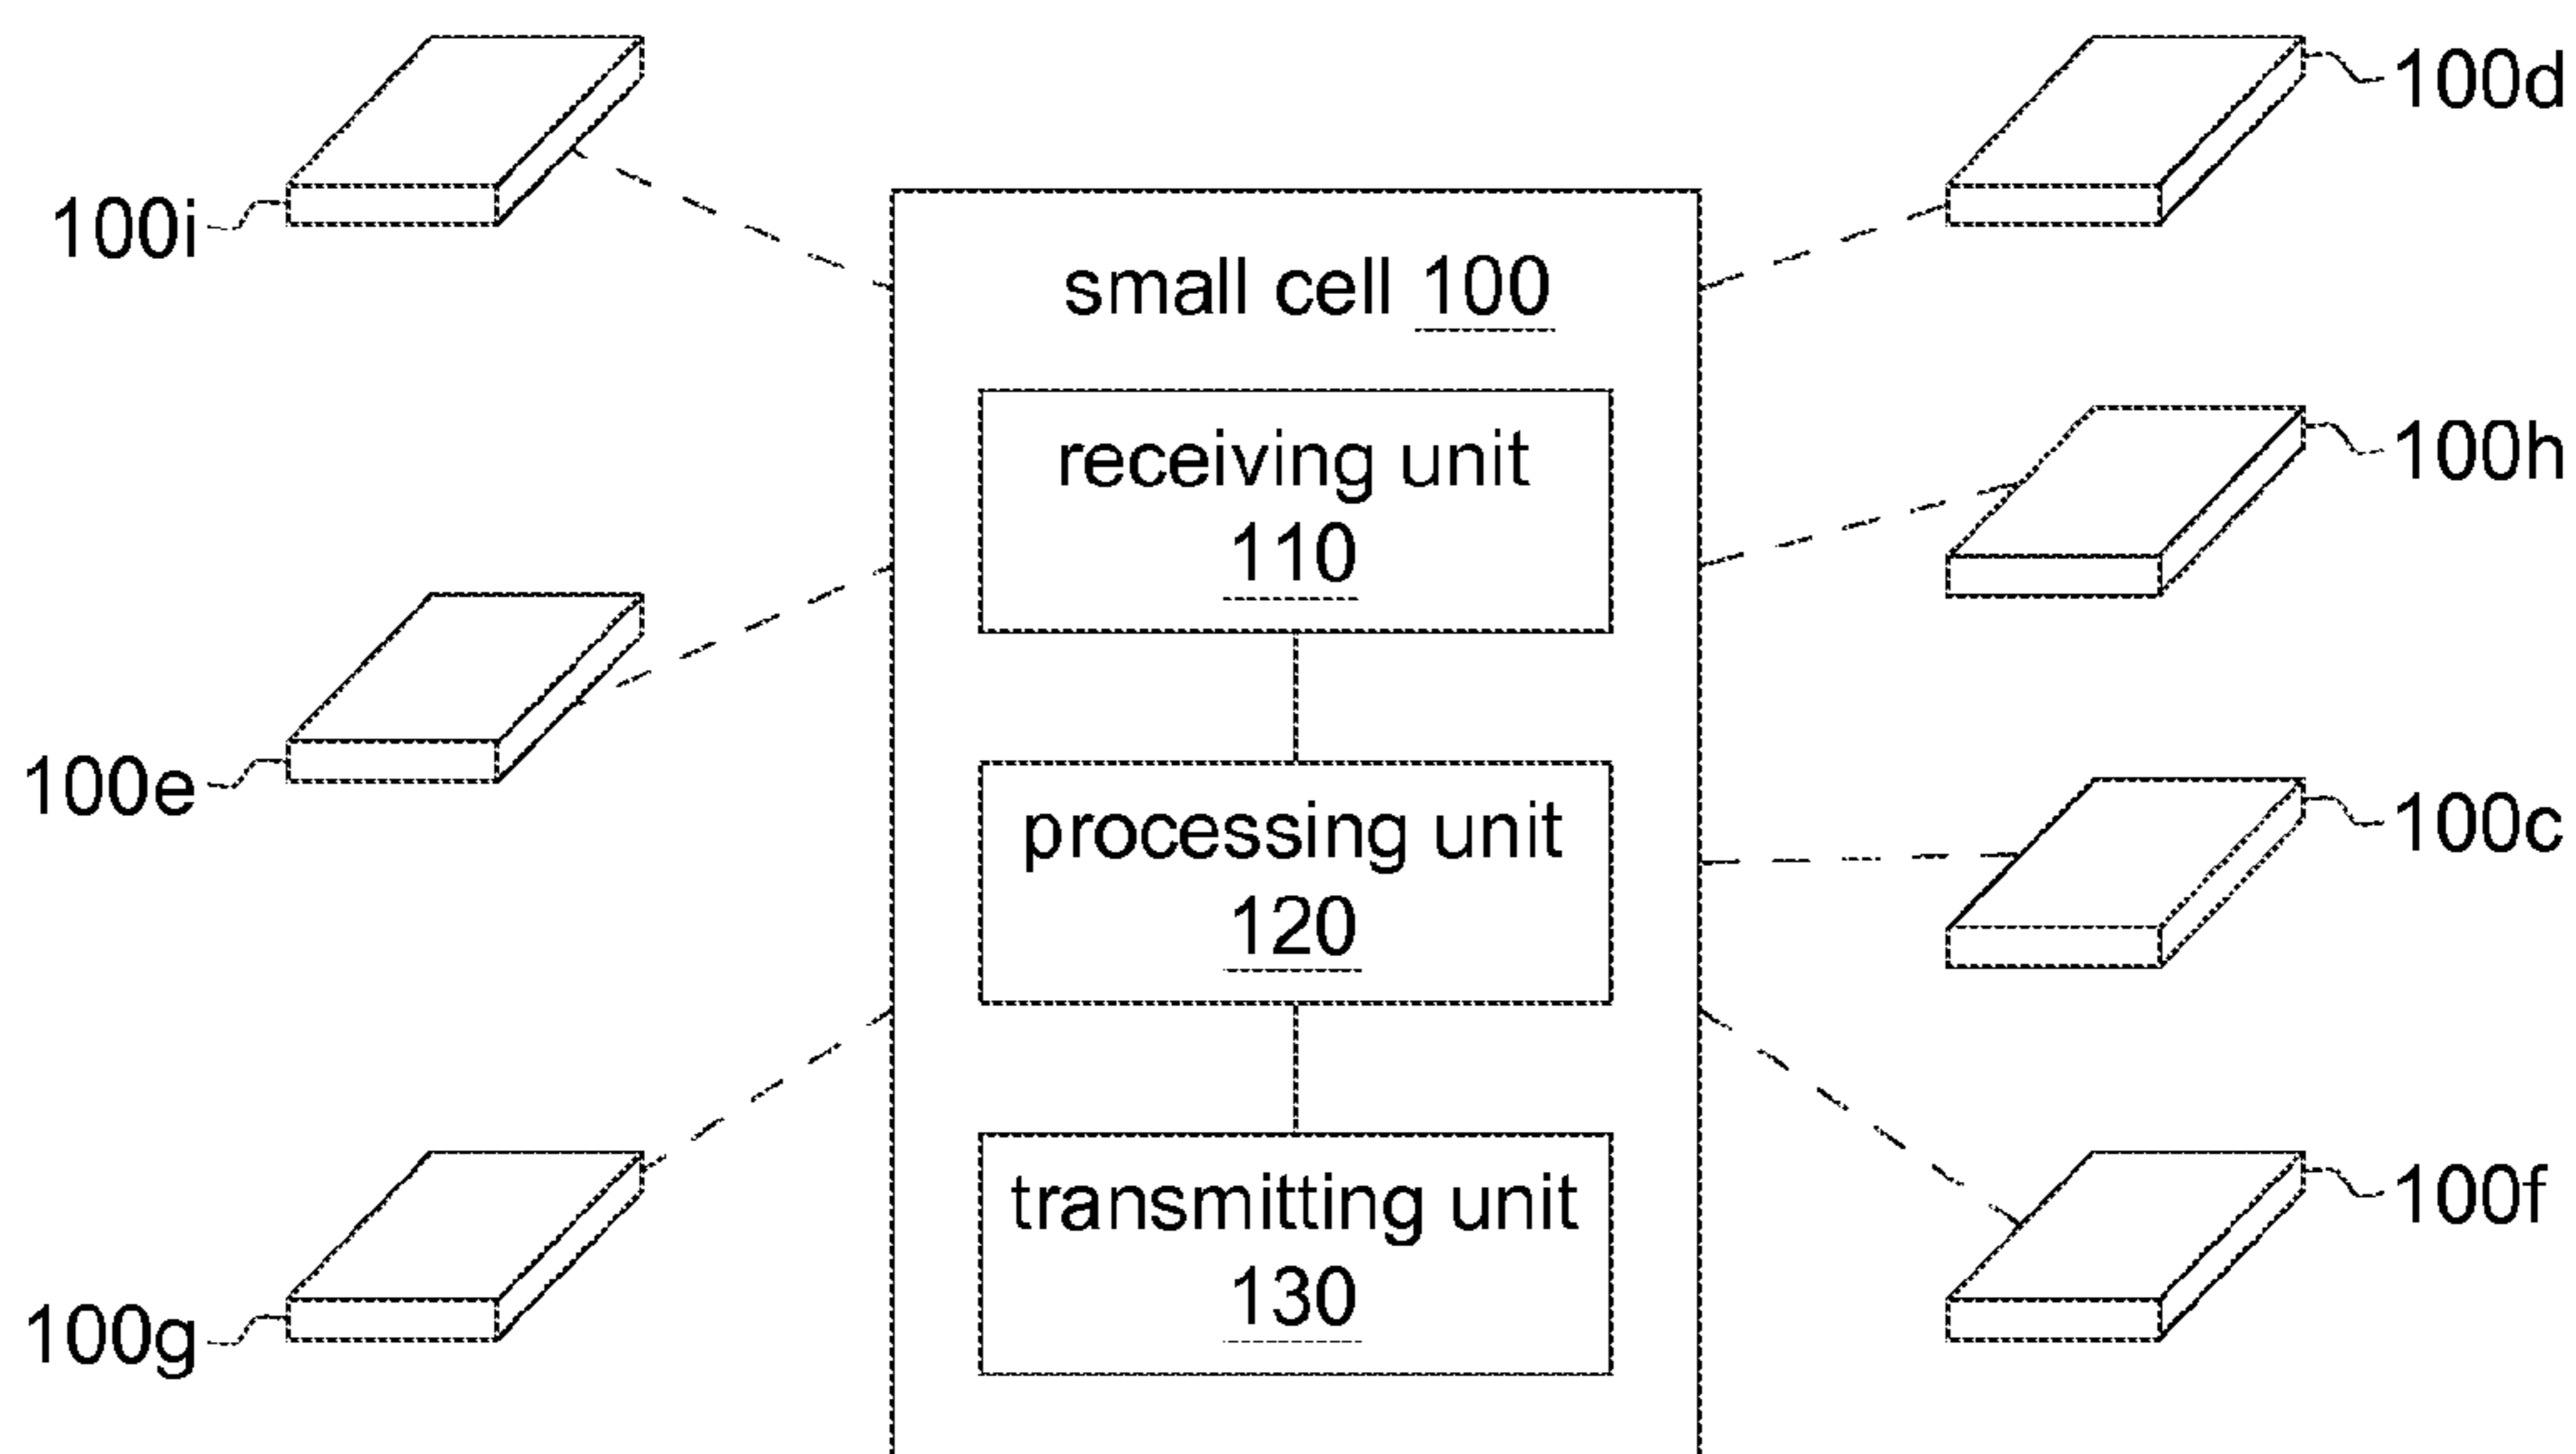 100i
100e
100g
small cell 100
receiving unit
110
processing unit
120
transmitting unit
130
100d
100h
100c
100f